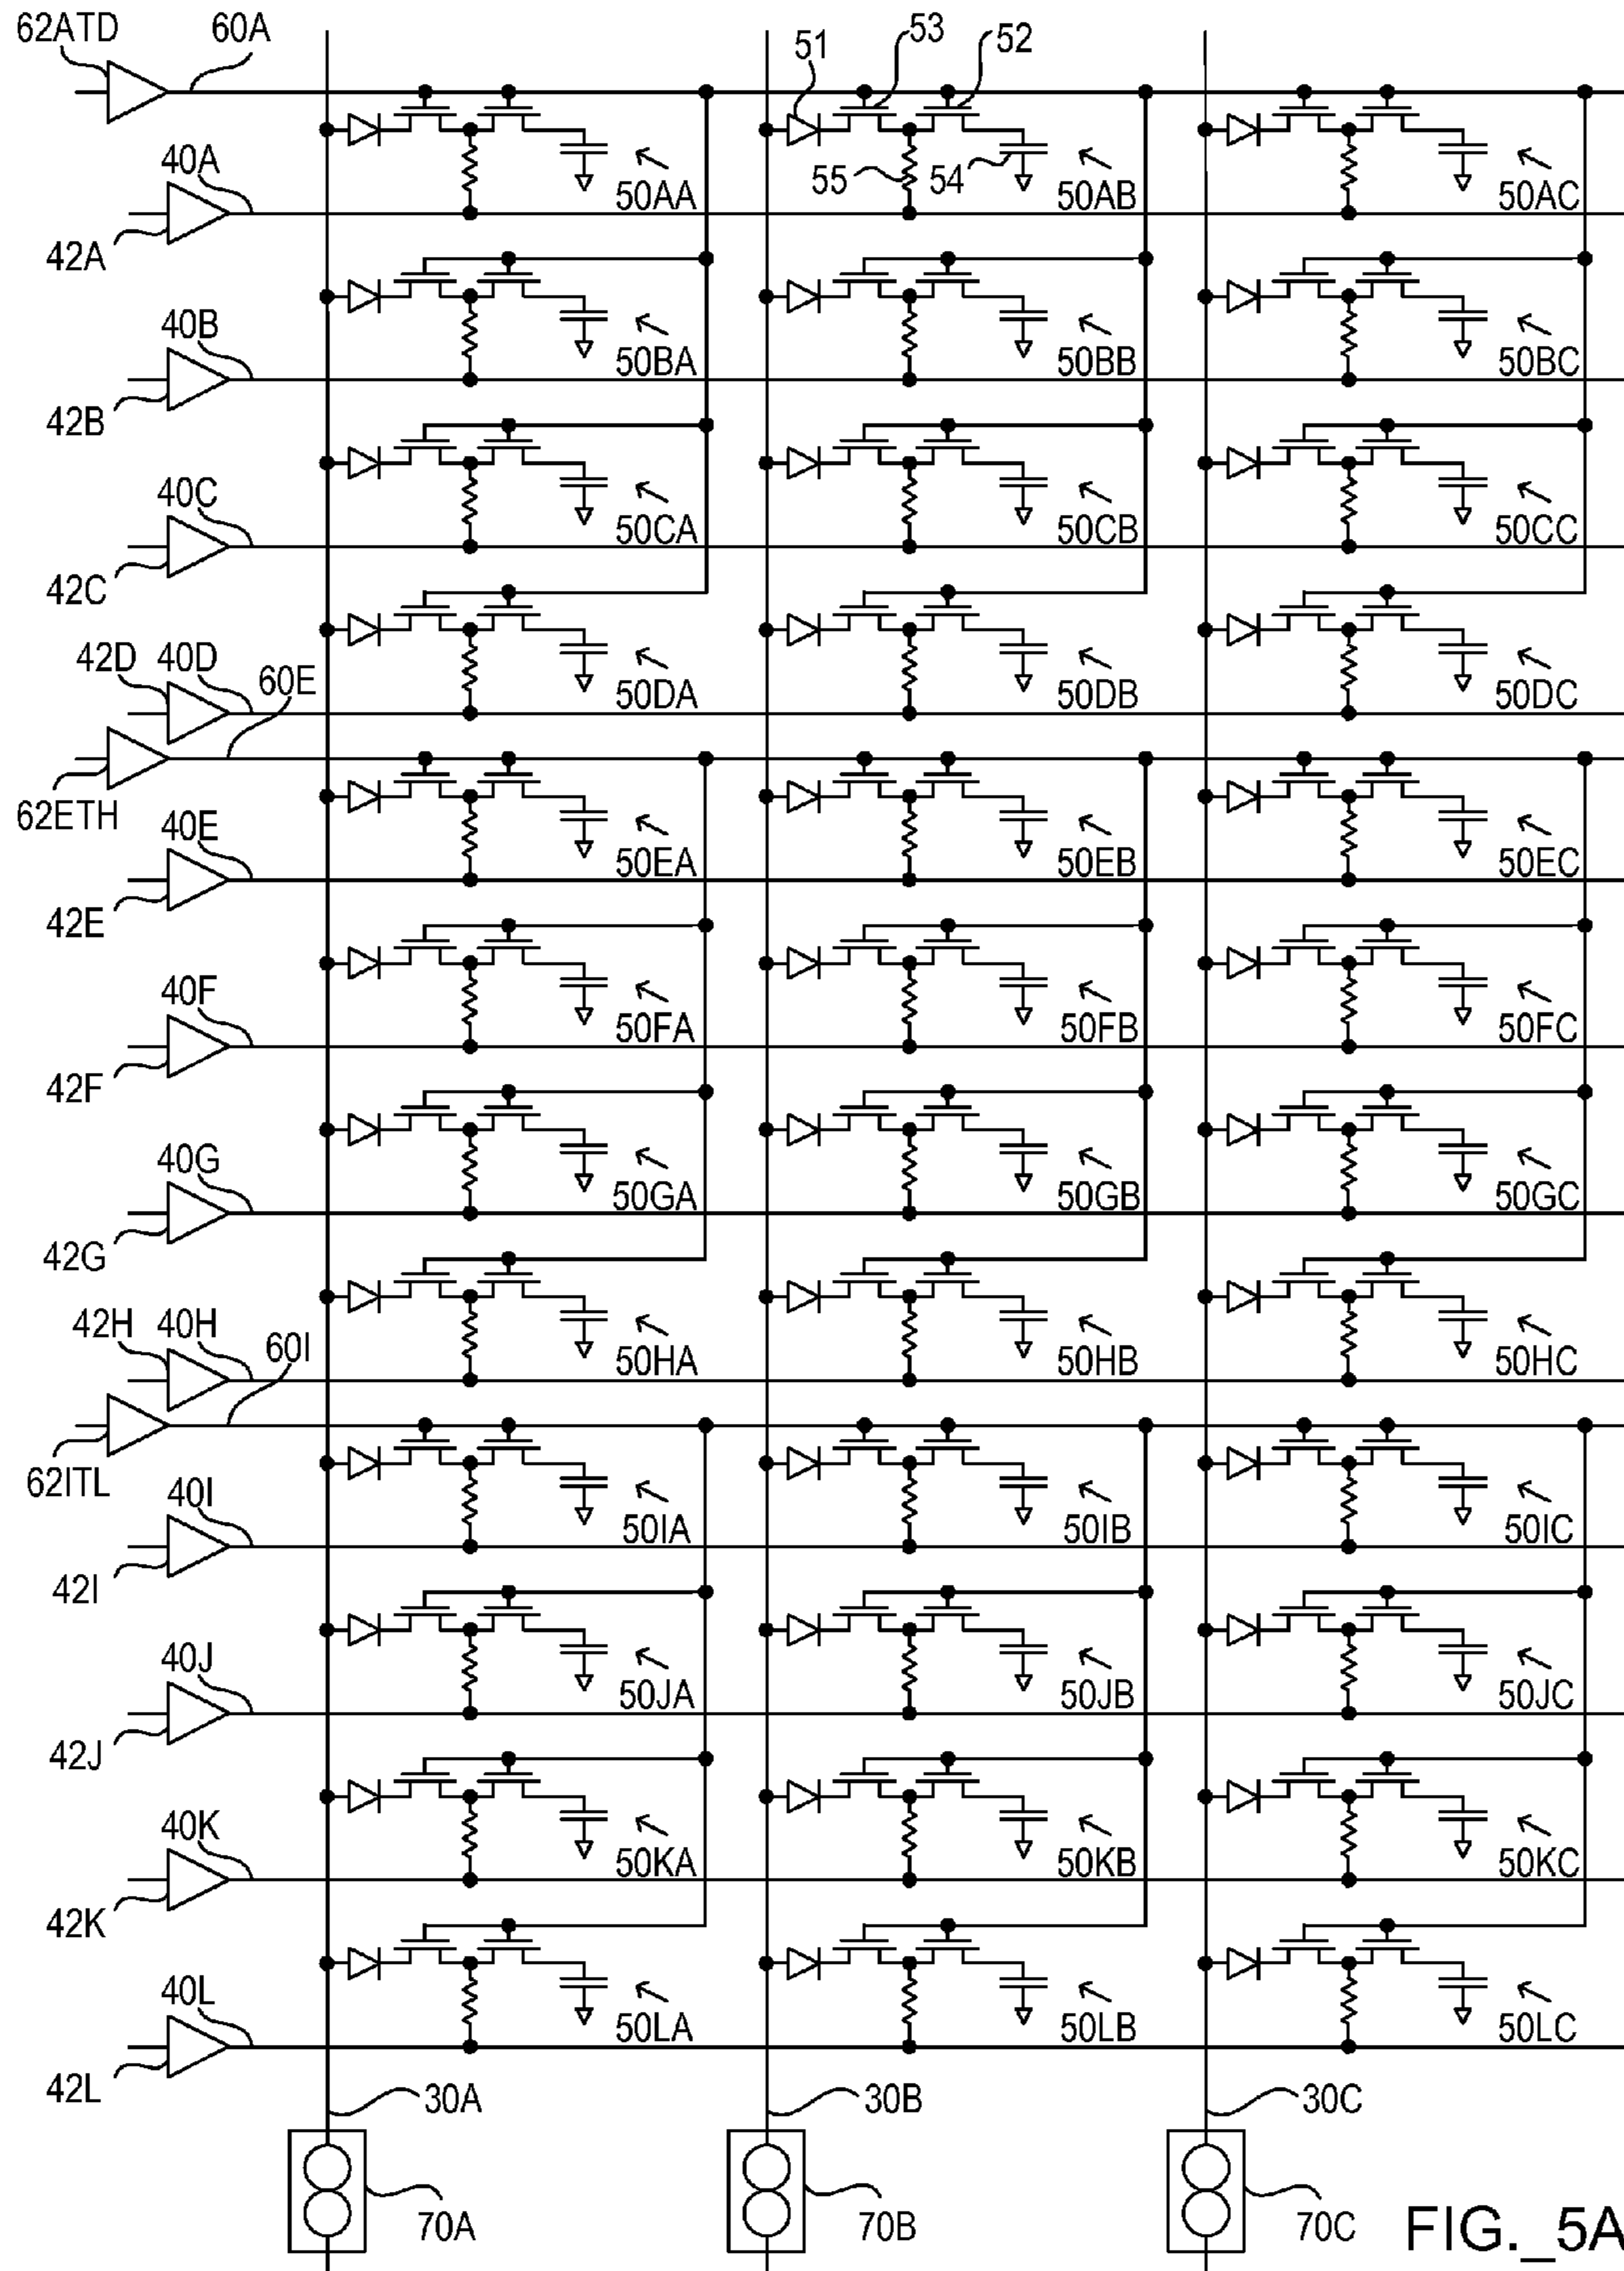 62ATD 60A 51 53 52
40A 55 54 50AA 50AB 50AC
42A
40B 50BA 50BB 50BC
42B
40C 50CA 50CB 50CC
42C
42D 40D 60E 50DA 50DB 50DC
62ETH 40E 50EA 50EB 50EC
42E
40F 50FA 50FB 50FC
42F
40G 50GA 50GB 50GC
42G
42H 40H 60I 50HA 50HB 50HC
62ITL 40I 50IA 50IB 50IC
42I
40J 50JA 50JB 50JC
42J
40K 50KA 50KB 50KC
42K
40L 50LA 50LB 50LC
42L 30A 30B 30C
70A 70B 70C FIG._5A